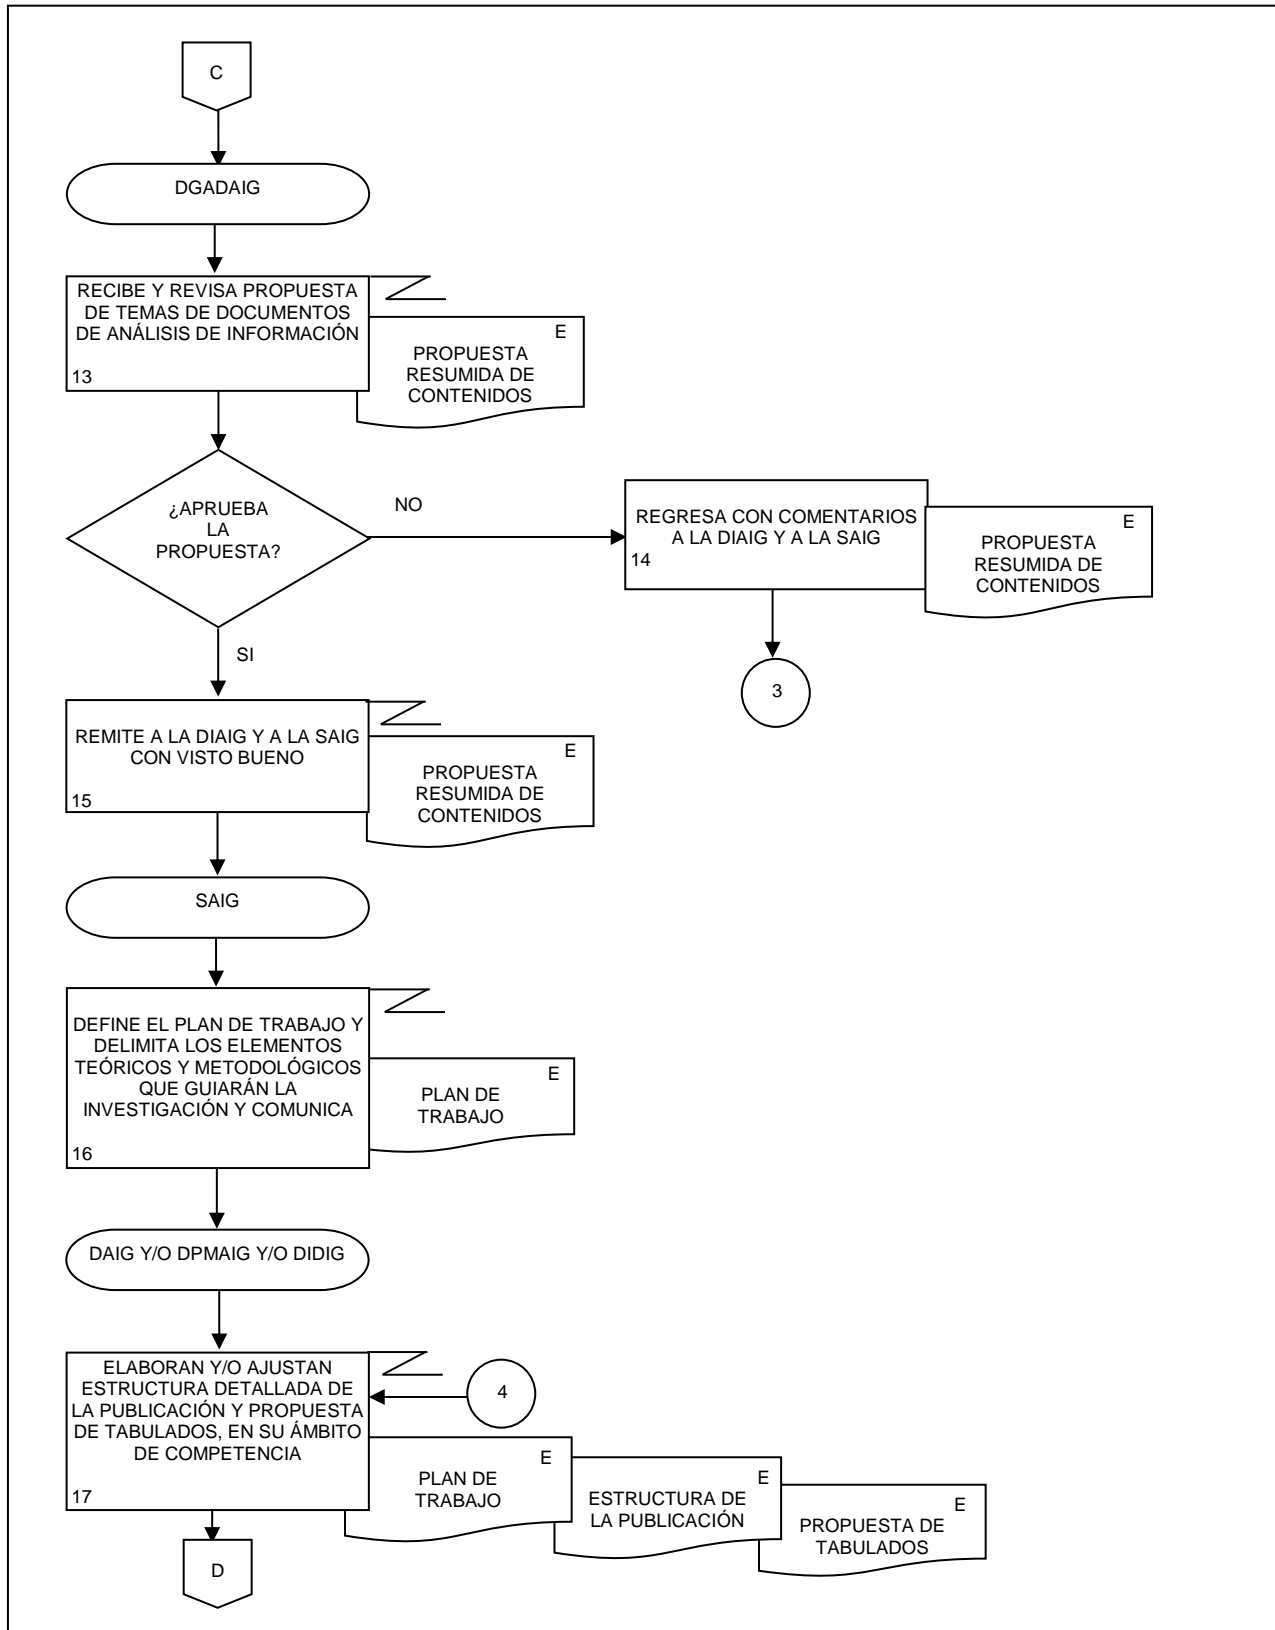 C
DGADAIG
RECIBE Y REVISA PROPUESTA
DE TEMAS DE DOCUMENTOS
DE ANÁLISIS DE INFORMACIÓN
13
E
PROPUESTA
RESUMIDA DE
CONTENIDOS
¿APRUEBA
LA
PROPUESTA?
NO
REGRESA CON COMENTARIOS
A LA DIAIG Y A LA SAIG
14
E
PROPUESTA
RESUMIDA DE
CONTENIDOS
3
SI
REMITE A LA DIAIG Y A LA SAIG
CON VISTO BUENO
15
E
PROPUESTA
RESUMIDA DE
CONTENIDOS
SAIG
DEFINE EL PLAN DE TRABAJO Y
DELIMITA LOS ELEMENTOS
TEÓRICOS Y METODOLÓGICOS
QUE GUIARÁN LA
INVESTIGACIÓN Y COMUNICA
16
E
PLAN DE
TRABAJO
DAIG Y/O DPMAIG Y/O DIDIG
ELABORAN Y/O AJUSTAN
ESTRUCTURA DETALLADA DE
LA PUBLICACIÓN Y PROPUESTA
DE TABULADOS, EN SU ÁMBITO
DE COMPETENCIA
17
4
E
PLAN DE
TRABAJO
E
ESTRUCTURA DE
LA PUBLICACIÓN
E
PROPUESTA DE
TABULADOS
D